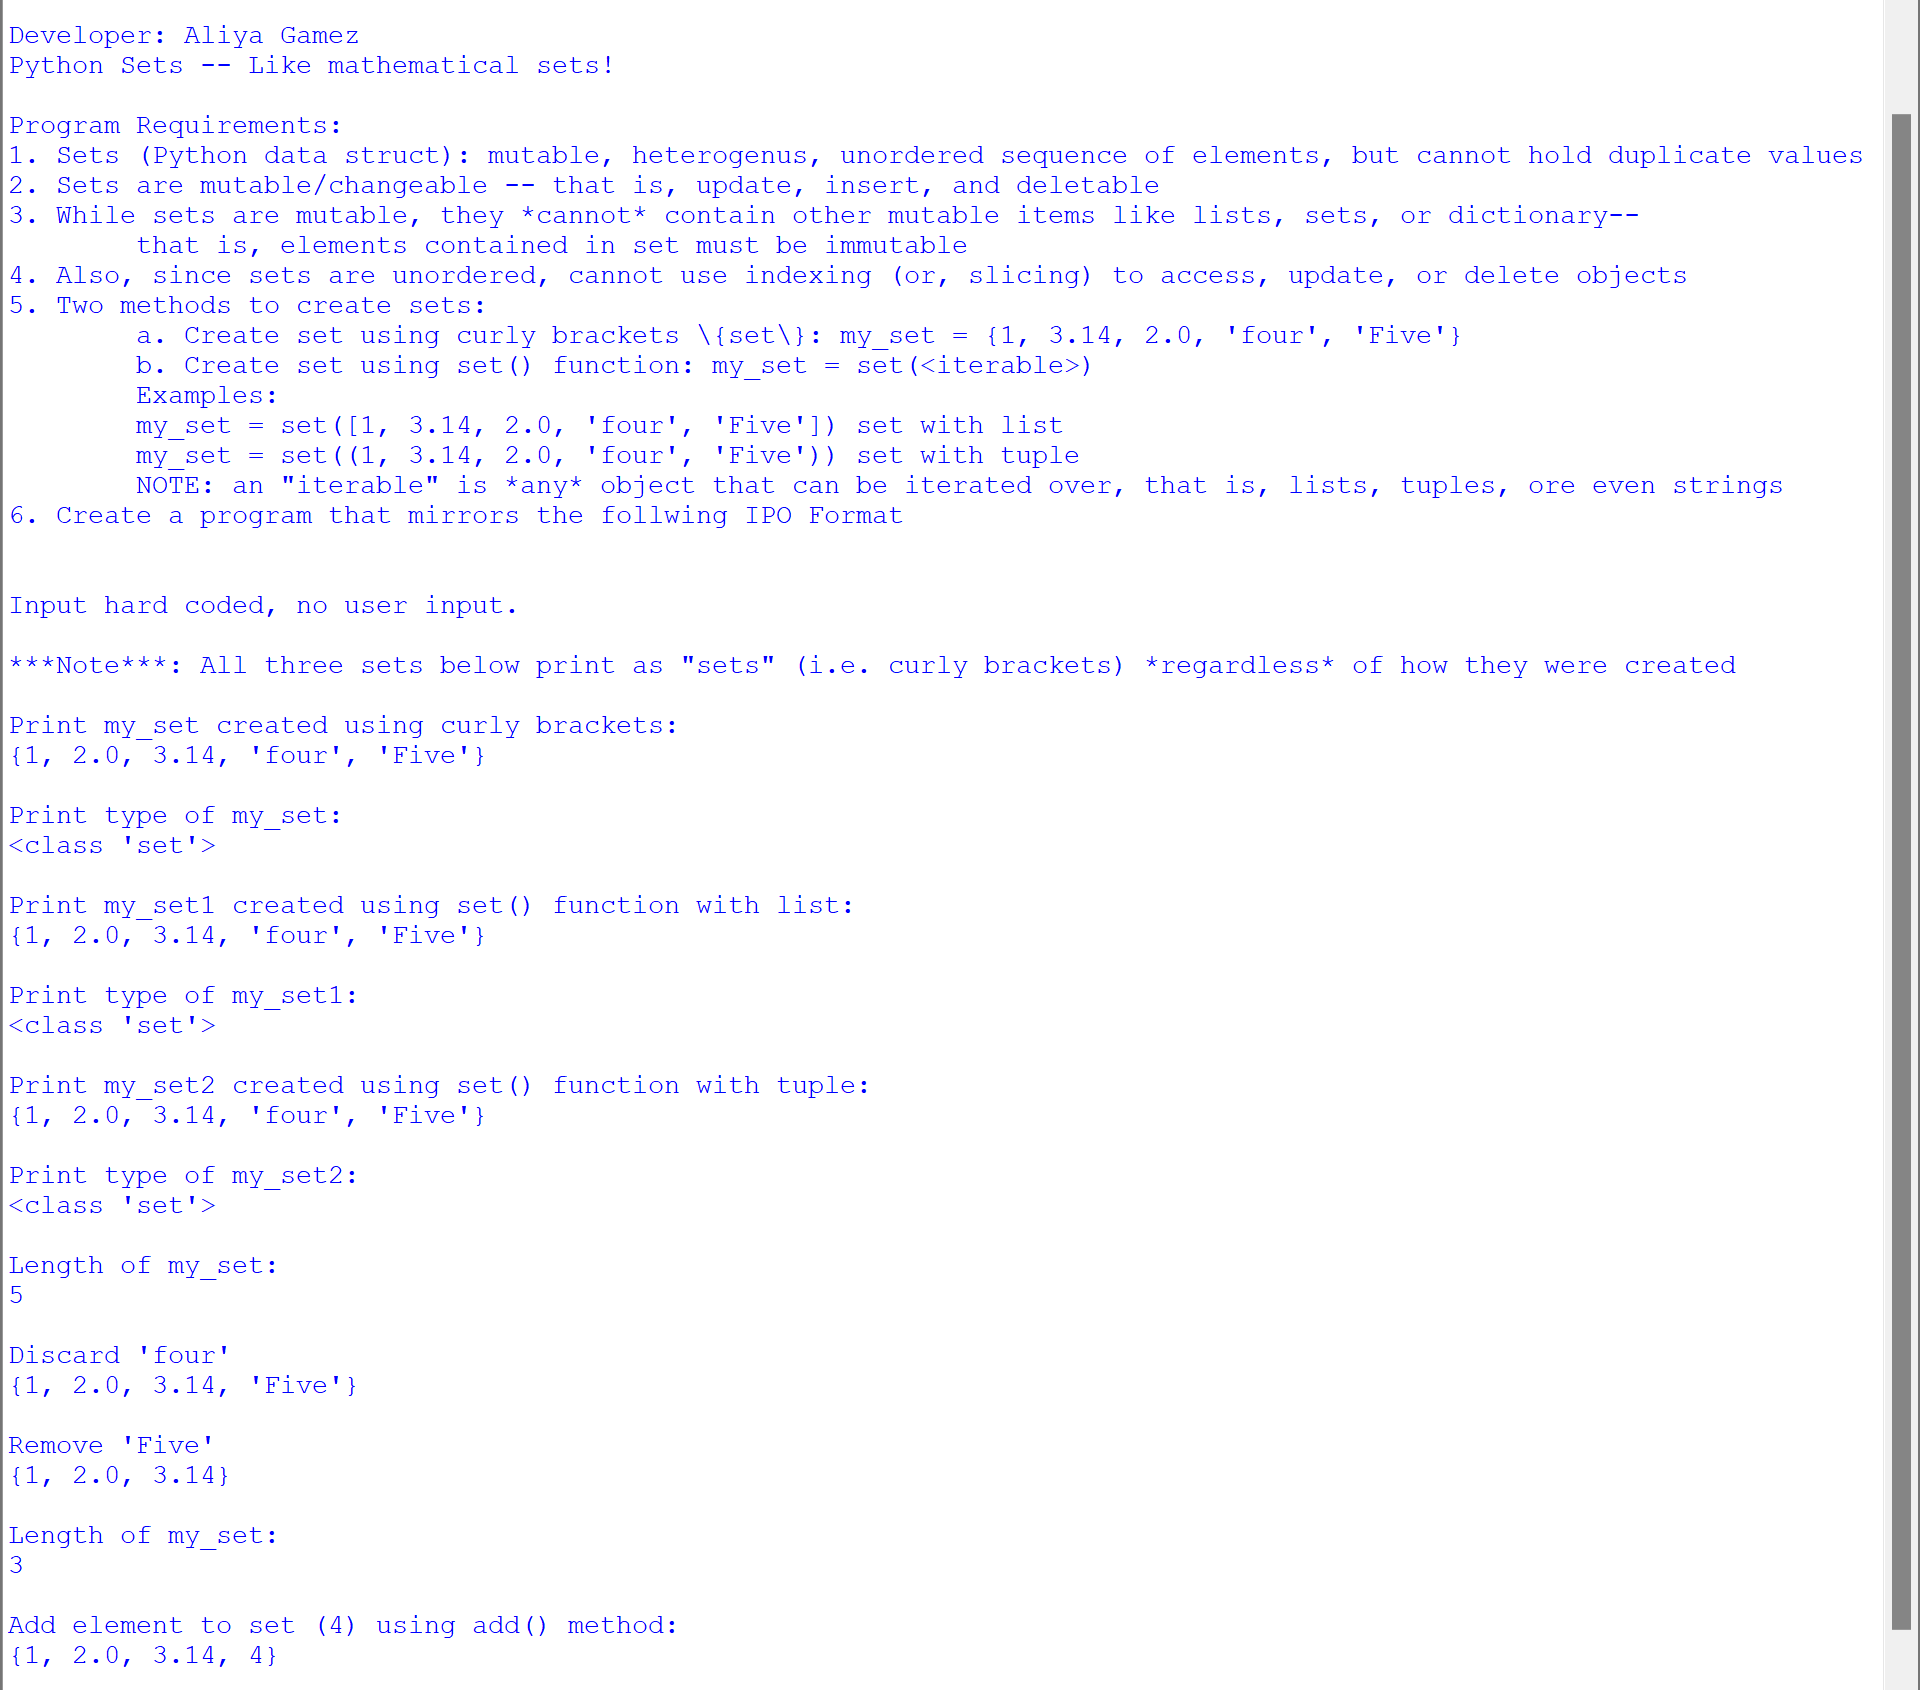 Developer: Aliya Gamez
Python Sets -- Like mathematical sets!
Program Requirements:
1. Sets (Python data struct): mutable, heterogenus, unordered sequence of elements, but cannot hold duplicate values
2. Sets are mutable/changeable -- that is, update, insert, and deletable
3. While sets are mutable, they *cannot* contain other mutable items like lists, sets, or dictionary--
that is, elements contained in set must be immutable
4. Also, since sets are unordered, cannot use indexing (or, slicing) to access, update, or delete objects
5. Two methods to create sets:
a. Create set using curly brackets \{set\}: my_set = {1, 3.14, 2.0, 'four', 'Five'}
b. Create set using set() function: my_set = set(<iterable>)
Examples:
my_set = set([1, 3.14, 2.0, 'four', 'Five']) set with list
my_set = set((1, 3.14, 2.0, 'four', 'Five')) set with tuple
NOTE: an "iterable" is *any* object that can be iterated over, that is, lists, tuples, ore even strings
6. Create a program that mirrors the follwing IPO Format
Input hard coded, no user input.
***Note***: All three sets below print as "sets" (i.e. curly brackets) *regardless* of how they were created
Print my_set created using curly brackets:
{1, 2.0, 3.14, 'four', 'Five'}
Print type of my_set:
<class 'set'>
Print my_set1 created using set() function with list:
{1, 2.0, 3.14, 'four', 'Five'}
Print type of my_set1:
<class 'set'>
Print my_set2 created using set() function with tuple:
{1, 2.0, 3.14, 'four', 'Five'}
Print type of my_set2:
<class 'set'>
Length of my_set:
5
Discard 'four'
{1, 2.0, 3.14, 'Five'}
Remove 'Five'
{1, 2.0, 3.14}
Length of my_set:
3
Add element to set (4) using add() method:
{1, 2.0, 3.14, 4}